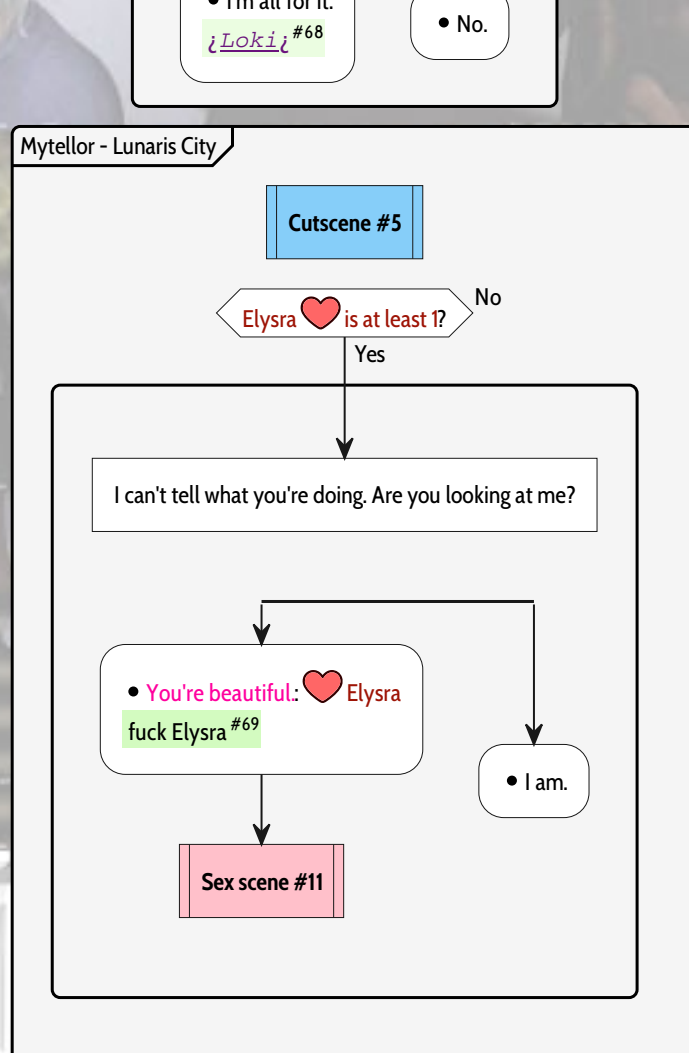 • I'm all for it.
¿Loki¿ #68
• No.
Mytellor - Lunaris City
Cutscene #5
Elysra is at least 1?
No
Yes
I can't tell what you're doing. Are you looking at me?
• You're beautiful.: Elysra
fuck Elysra #69
• I am.
Sex scene #11